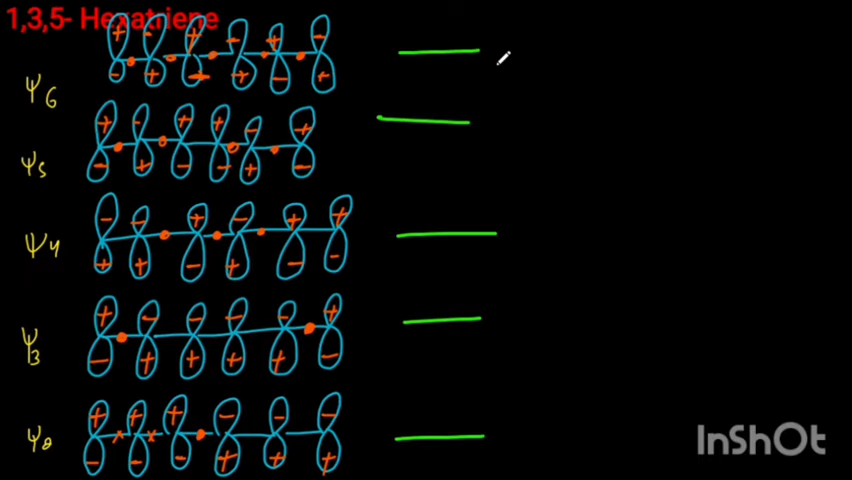 1,3,5- Hexatriene
+ - + - + -
- + - + - +
Ψ6
+ - + + - +
Ψ5
- + - - + -
- - + - + +
Ψ4
+ + - + - -
+ - - - - +
Ψ3
- + + + + -
+ + + - - -
Ψ2
x x
- - - + + +
InShOt